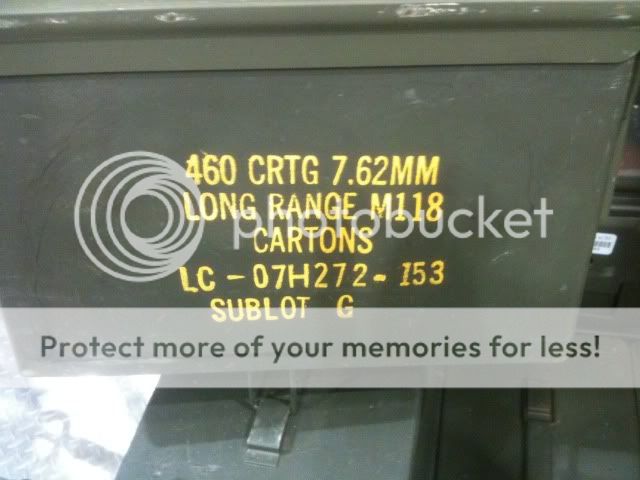 460 CRTG 7.62MM
LONG RANGE M118
photobucket
CARTONS
LC - 07H272- 153
SUBLOT G
Protect more of your memories for less!